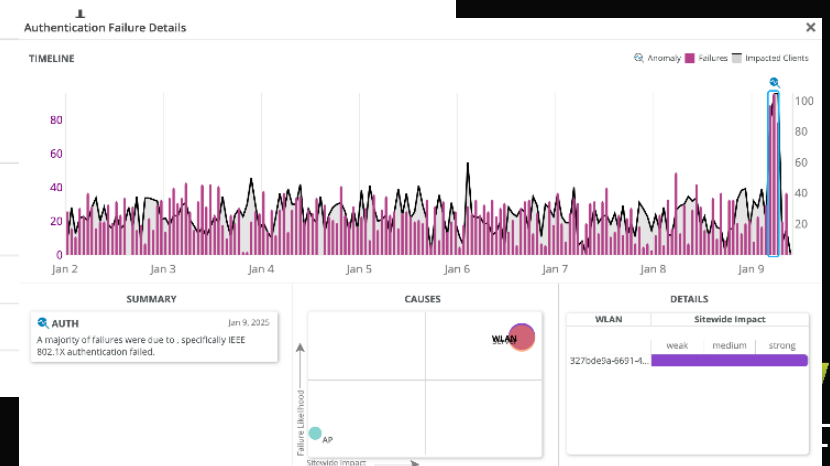 Authentication Failure Details
TIMELINE
Anomaly Failures Impacted Clients
80
60
40
20
0
100
80
60
40
20
Jan 2 Jan 3 Jan 4 Jan 5 Jan 6 Jan 7 Jan 8 Jan 9
SUMMARY
AUTH Jan 9, 2025
A majority of failures were due to , specifically IEEE
802.1X authentication failed.
CAUSES
WLAN
AP
Failure Likelihood
Sitewide Impact
DETAILS
WLAN Sitewide Impact
weak medium strong
327bde9a-6691-4...